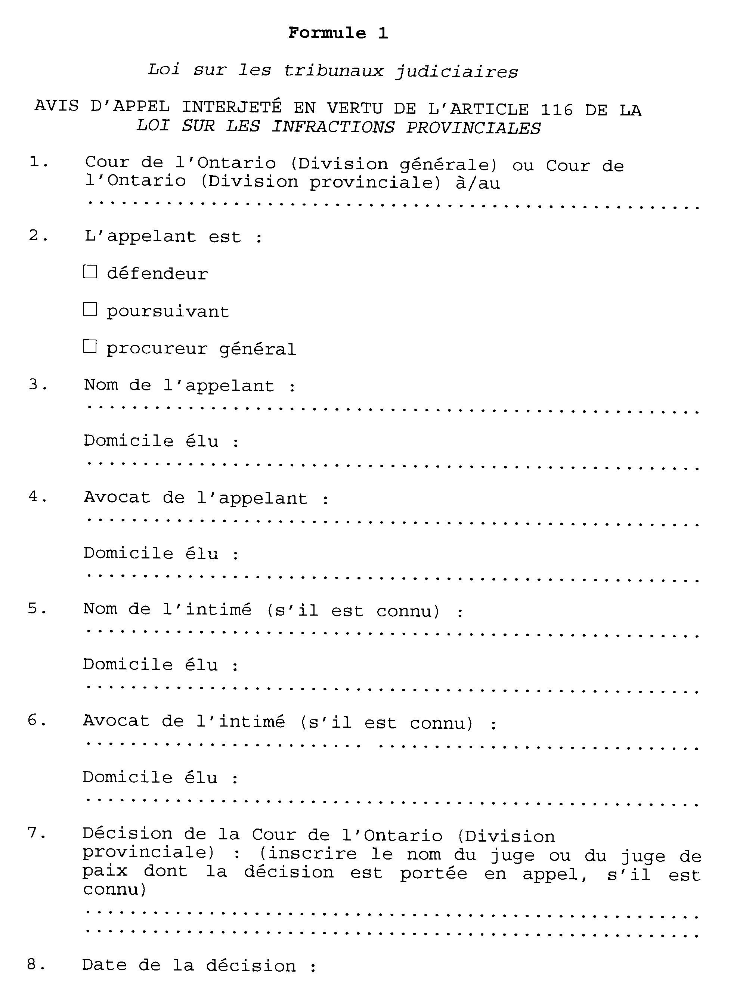 Formule 1
Loi sur les tribunaux judiciaires
AVIS D'APPEL INTERJETÉ EN VERTU DE L'ARTICLE 116 DE LA
LOI SUR LES INFRACTIONS PROVINCIALES
1. Cour de l'Ontario (Division générale) ou Cour de
l'Ontario (Division provinciale) à/au
.......................................................
2. L'appelant est :
☐ défendeur
☐ poursuivant
☐ procureur général
3. Nom de l'appelant :
.......................................................
Domicile élu :
.......................................................
4. Avocat de l'appelant :
.......................................................
Domicile élu :
.......................................................
5. Nom de l'intimé (s'il est connu) :
.......................................................
Domicile élu :
.......................................................
6. Avocat de l'intimé (s'il est connu) :
......................... .............................
Domicile élu :
.......................................................
7. Décision de la Cour de l'Ontario (Division
provinciale) : (inscrire le nom du juge ou du juge de
paix dont la décision est portée en appel, s'il est
connu)
.......................................................
.......................................................
8. Date de la décision :